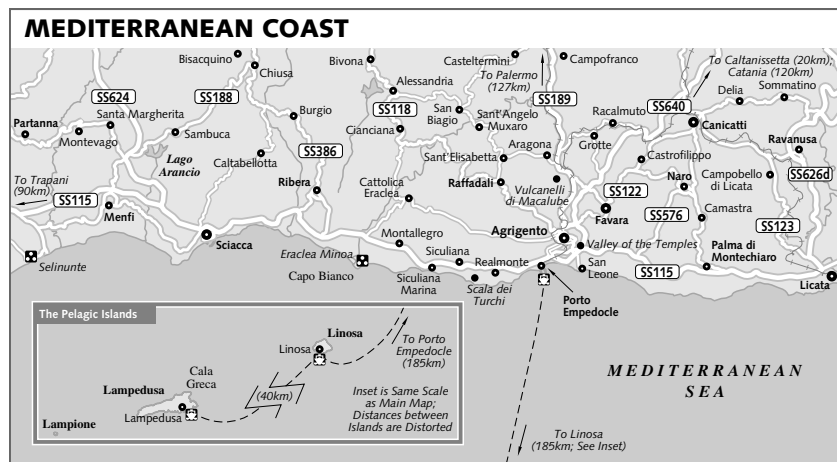 MEDITERRANEAN COAST
Bisacquino
Chiusa
Bivona
Casteltermini
Campofranco
To Palermo
(127km)
To Caltanissetta (20km);
Catania (120km)
Alessandria
SS624
SS188
SS118
SS189
SS640
Delia
Sommatino
Partanna
Santa Margherita
Montevago
Sambuca
Burgio
Cianciana
San
Biagio
Sant'Angelo
Muxaro
Racalmuto
Grotte
Canicatti
Ravanusa
Lago
Arancio
Caltabellotta
SS386
Sant'Elisabetta
Aragona
Castrofilippo
To Trapani
(90km)
SS115
Menfi
Ribera
Cattolica
Eraclea
Raffadali
Vulcanelli
di Macalube
SS122
Naro
Campobello
di Licata
SS626d
Favara
SS576
Camastra
SS123
Sciacca
Montallegro
Agrigento
Valley of the Temples
Selinunte
Eraclea Minoa
Capo Bianco
Siculiana
Siculiana
Marina
Realmonte
Scala dei
Turchi
San
Leone
Palma di
Montechiaro
SS115
Porto
Empedocle
Licata
The Pelagic Islands
Linosa
Linosa
To Porto
Empedocle
(185km)
Cala
Greca
Lampedusa
Lampedusa
(40km)
Lampione
Inset is Same Scale
as Main Map;
Distances between
Islands are Distorted
MEDITERRANEAN
SEA
To Linosa
(185km; See Inset)